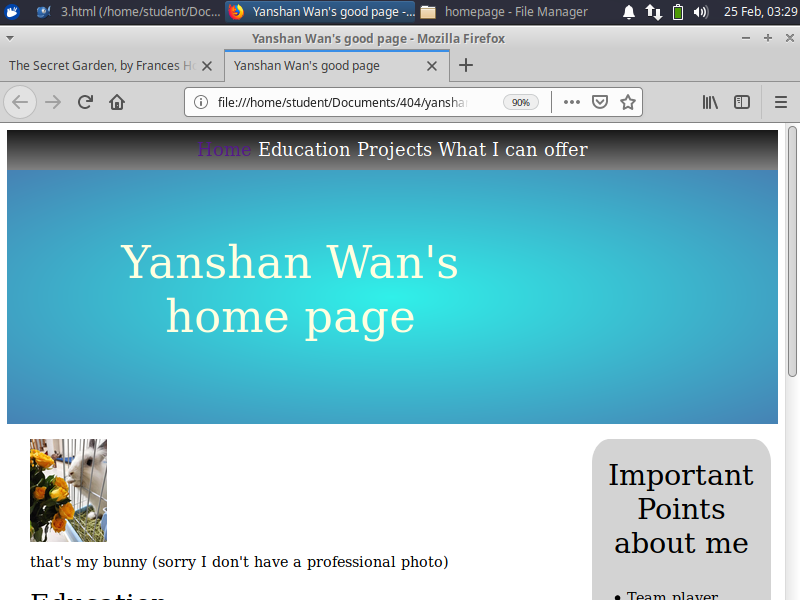 3.html (/home/student/Doc...
Yanshan Wan's good page -...
homepage - File Manager
25 Feb, 03:29
Yanshan Wan's good page - Mozilla Firefox
The Secret Garden, by Frances H
Yanshan Wan's good page
file:///home/student/Documents/404/yansha
90%
Home Education Projects What I can offer
Yanshan Wan's
home page
that's my bunny (sorry I don't have a professional photo)
Education
Important
Points
about me
Team player